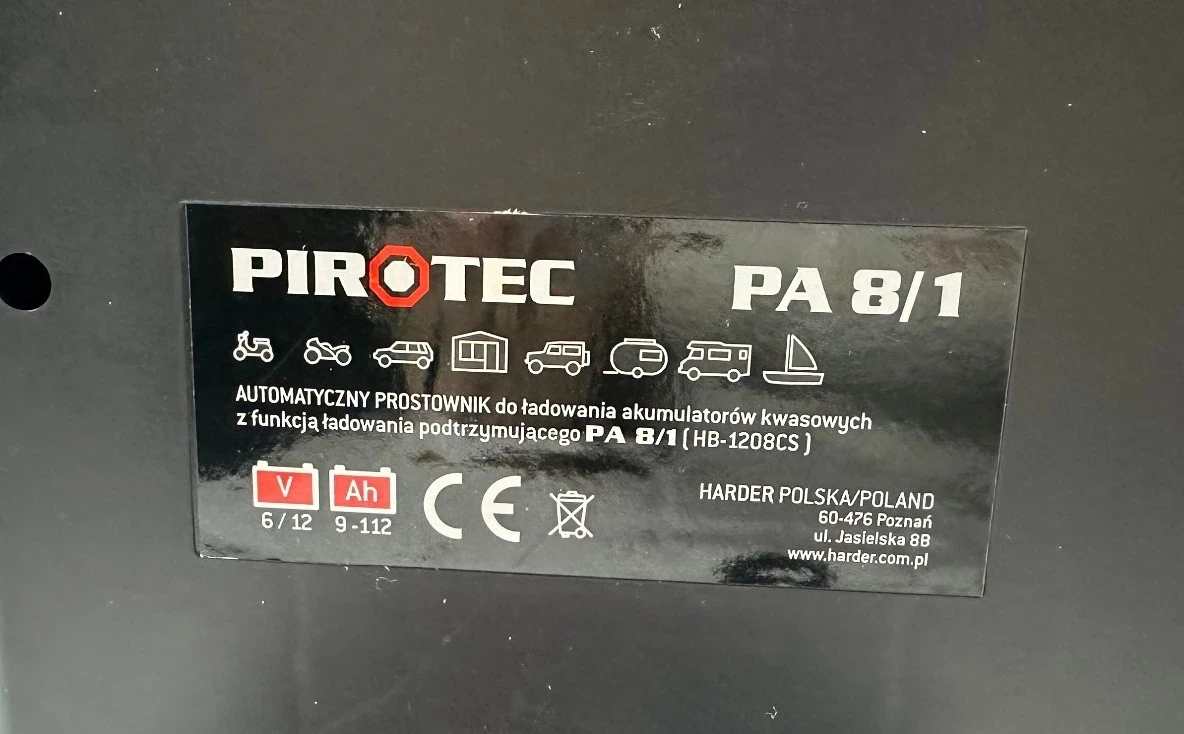 PIROTEC
PA 8/1
AUTOMATYCZNY PROSTOWNIK do ładowania akumulatorów kwasowych
z funkcją ładowania podtrzymującego PA 8/1 ( HB-1208CS )
V
Ah
6 / 12
9 -112
CE
HARDER POLSKA/POLAND
60-476 Poznań
ul. Jasielska 8B
www.harder.com.pl